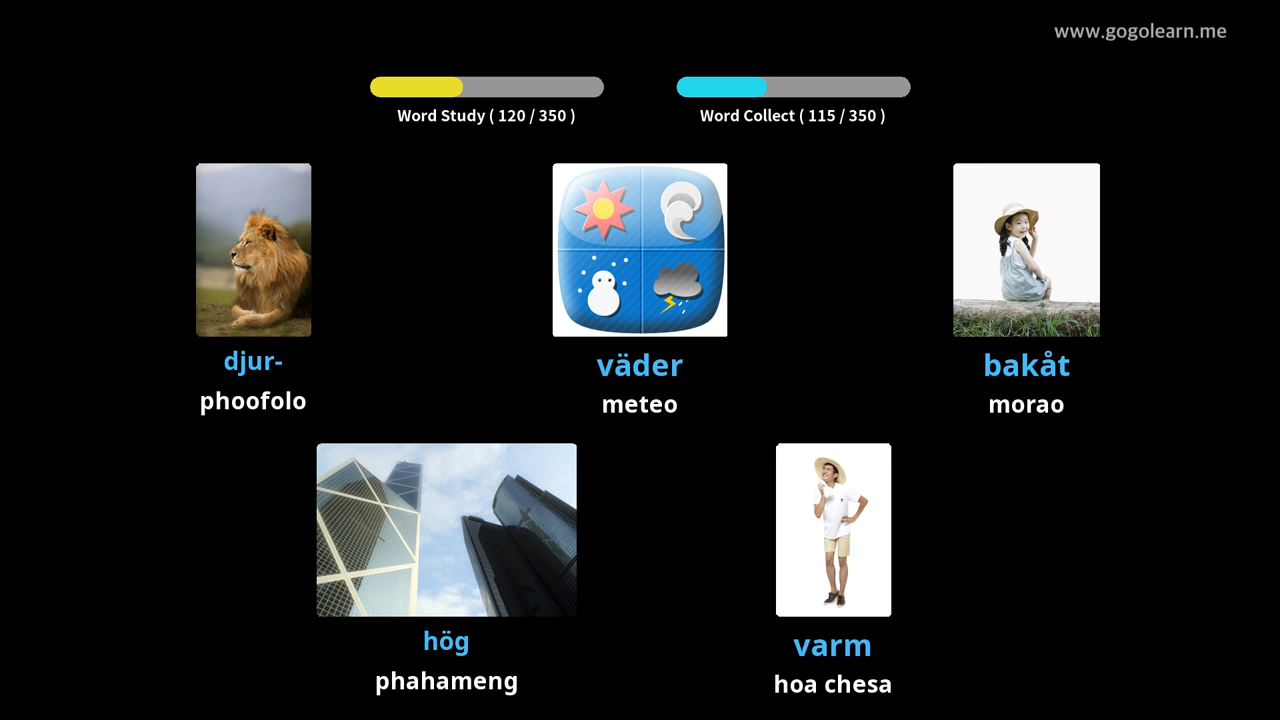 www.gogolearn.me
Word Study ( 120 / 350 )
Word Collect ( 115 / 350 )
djur-
phoofolo
väder
meteo
bakåt
morao
hög
phahameng
varm
hoa chesa